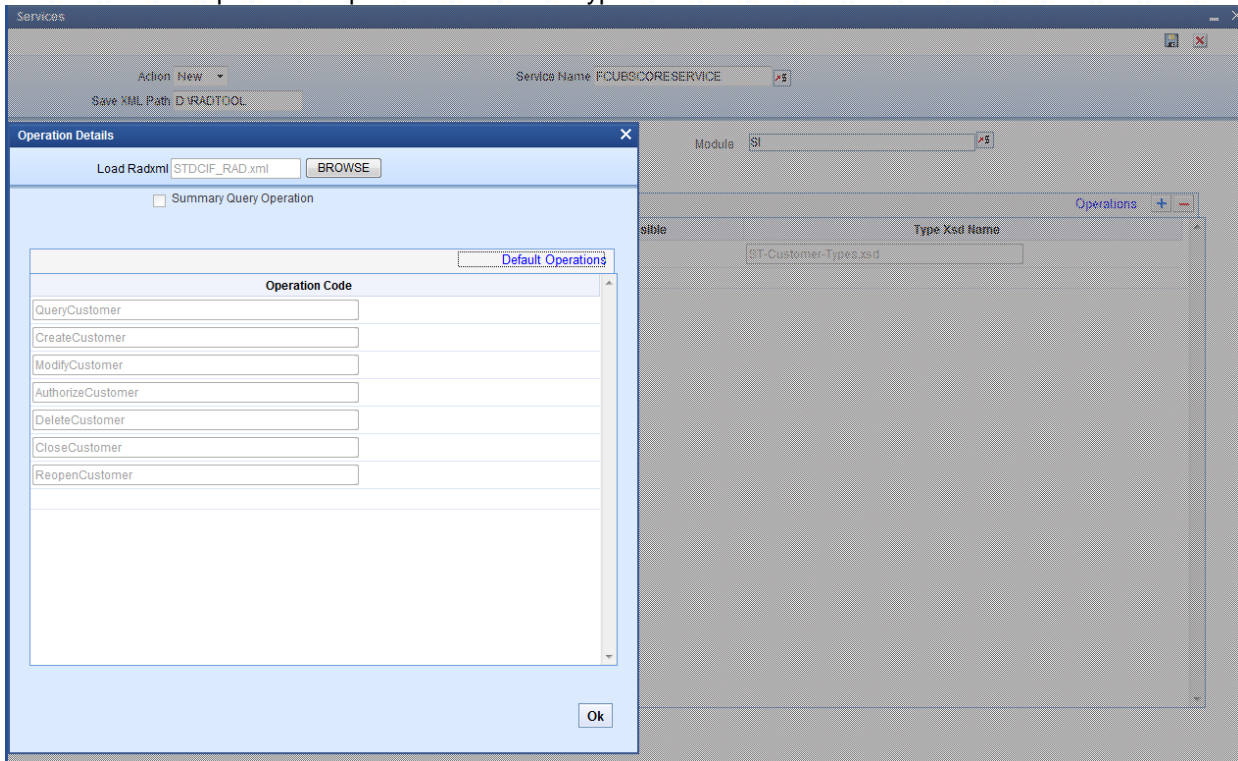 Services
Action New
Service Name FCUBSCORESERVICE
Save XML Path D:\RADTOOL
Operation Details
Module SI
Load Radxml STDCIF_RAD.xml BROWSE
Summary Query Operation
Operations
sible Type Xsd Name
Default Operations
ST-Customer-Types.xsd
Operation Code
QueryCustomer
CreateCustomer
ModifyCustomer
AuthorizeCustomer
DeleteCustomer
CloseCustomer
ReopenCustomer
Ok